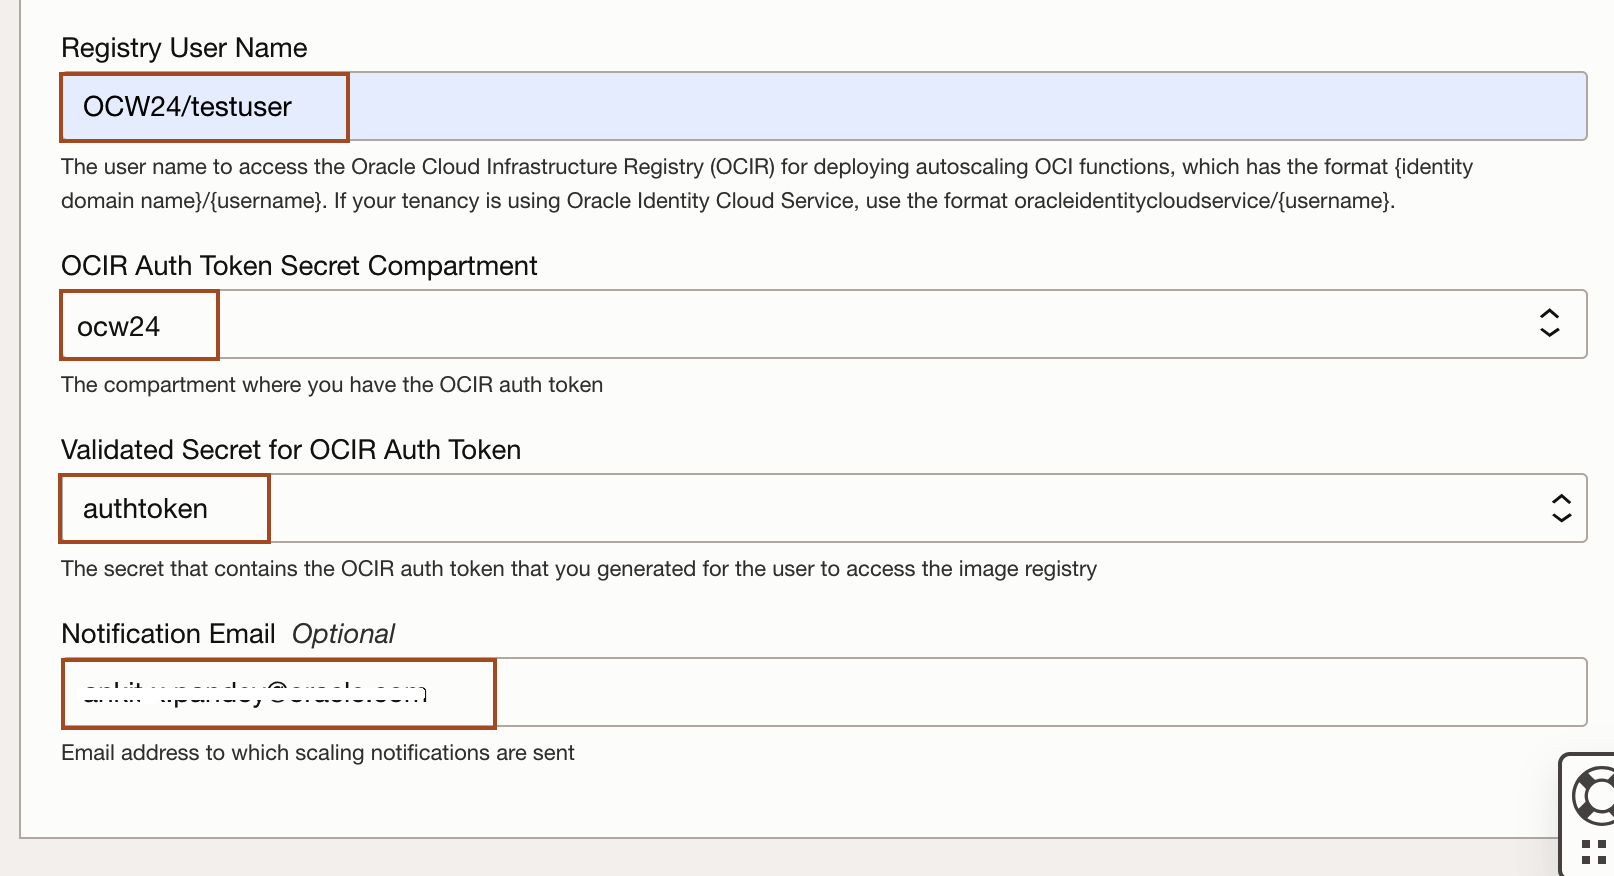 Registry User Name
OCW24/testuser
The user name to access the Oracle Cloud Infrastructure Registry (OCIR) for deploying autoscaling OCI functions, which has the format {identity
domain name}/{username}. If your tenancy is using Oracle Identity Cloud Service, use the format oracleidentitycloudservice/{username}.
OCIR Auth Token Secret Compartment
ocw24
The compartment where you have the OCIR auth token
Validated Secret for OCIR Auth Token
authtoken
The secret that contains the OCIR auth token that you generated for the user to access the image registry
Notification Email Optional
Email address to which scaling notifications are sent